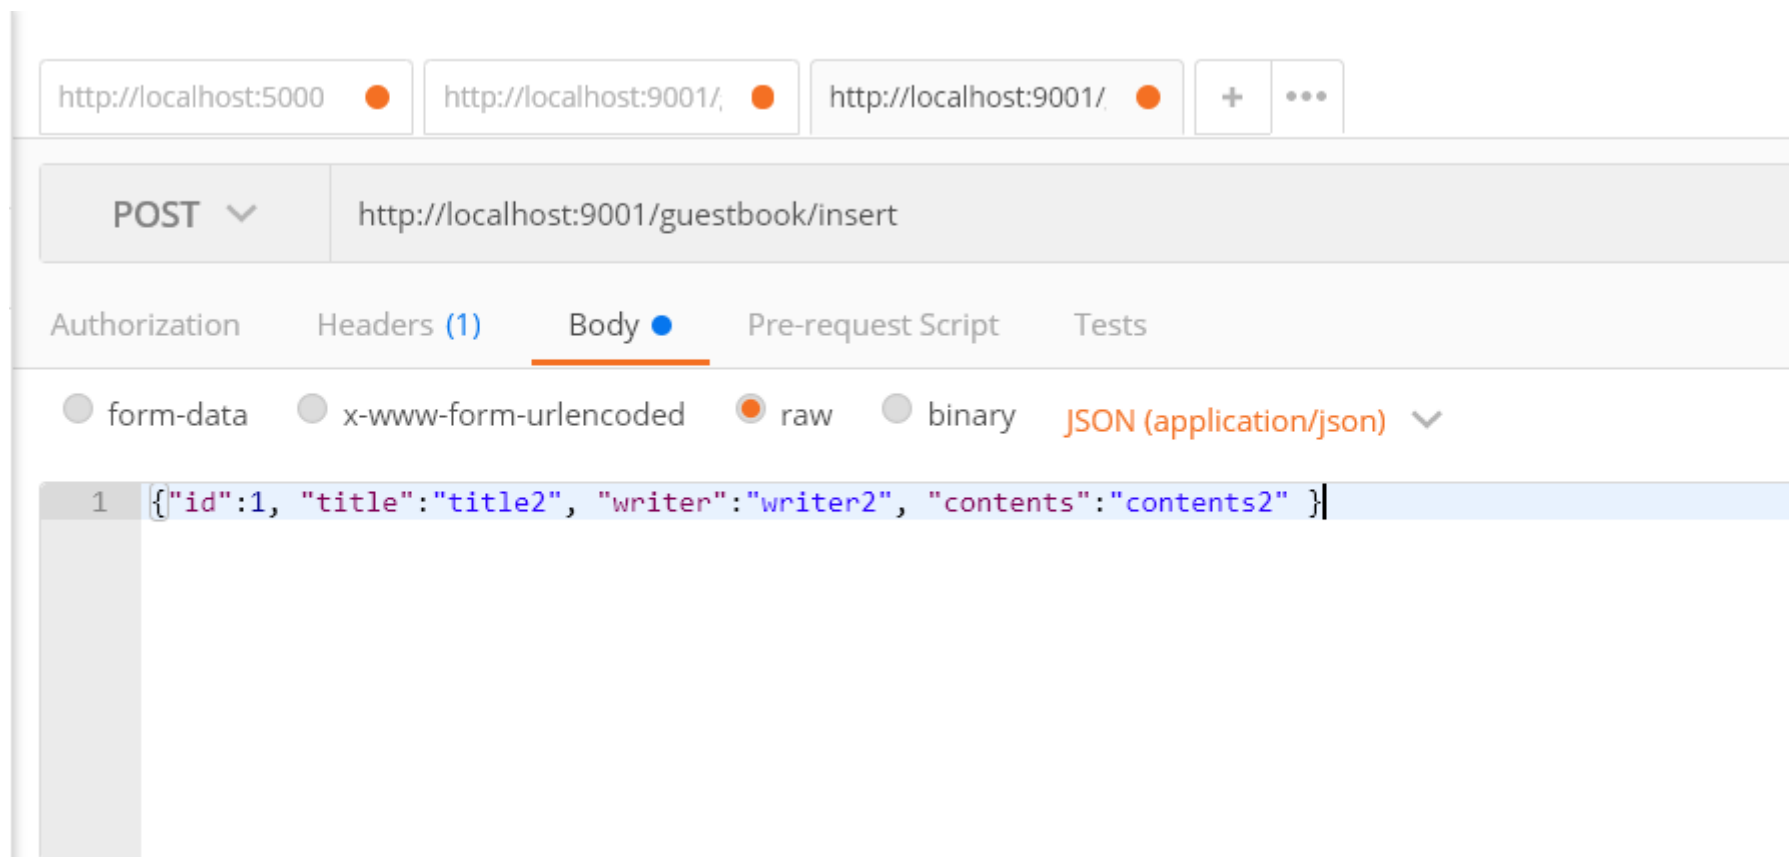 http://localhost:5000 http://localhost:9001/ http://localhost:9001/ + •••
POST http://localhost:9001/guestbook/insert
Authorization Headers (1) Body Pre-request Script Tests
form-data x-www-form-urlencoded raw binary JSON (application/json)
1 {"id":1, "title":"title2", "writer":"writer2", "contents":"contents2" }